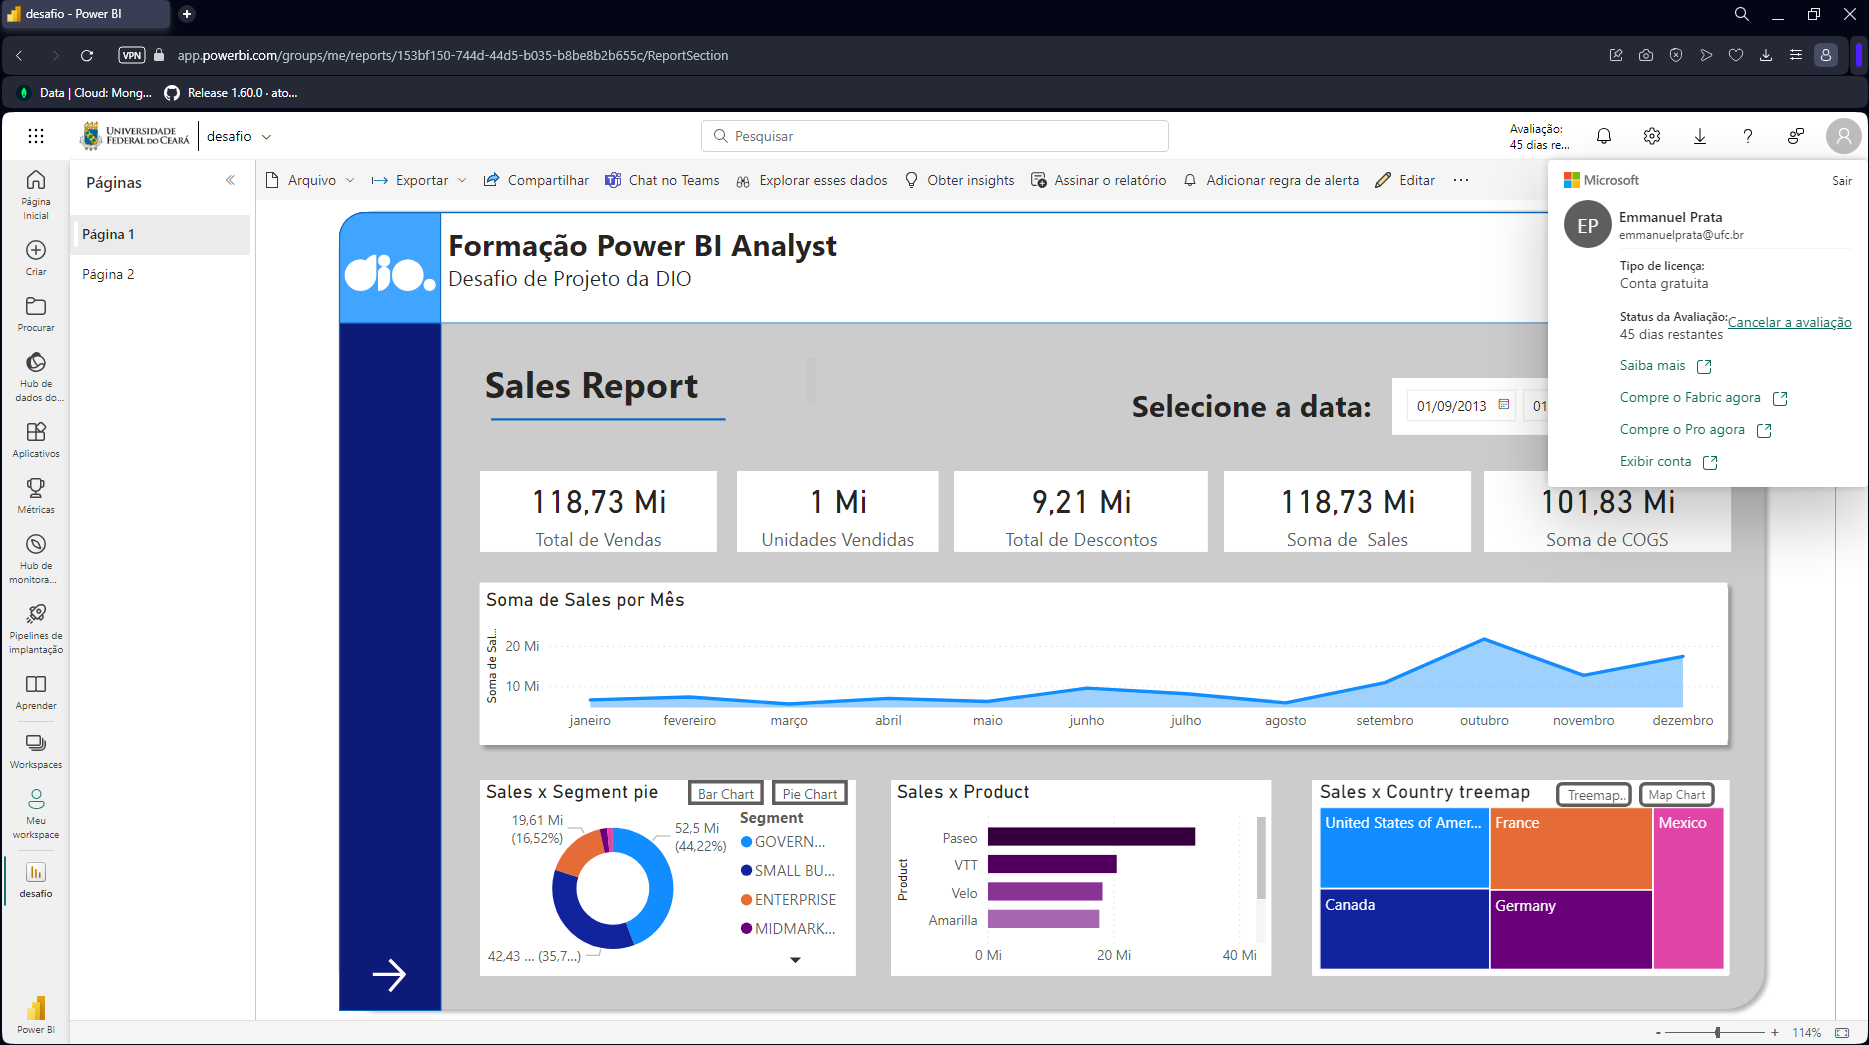 desafio - Power BI
VPN
app.powerbi.com/groups/me/reports/153bf150-744d-44d5-b035-b8be8b2b655c/ReportSection
Data | Cloud: Mong...
Release 1.60.0 · ato...
UNIVERSIDADE
FEDERAL DO CEARÁ
desafio
Pesquisar
Avaliação:
45 dias re...
Página
Inicial
Criar
Procurar
Hub de
dados do...
Aplicativos
Métricas
Hub de
monitora...
Pipelines de
implantação
Aprender
Workspaces
Meu
workspace
desafio
Power BI
Páginas
Página 1
Página 2
Arquivo
Exportar
Compartilhar
Chat no Teams
Explorar esses dados
Obter insights
Assinar o relatório
Adicionar regra de alerta
Editar
Microsoft
Sair
EP
Emmanuel Prata
emmanuelprata@ufc.br
Tipo de licença:
Conta gratuita
Status da Avaliação:
45 dias restantes
Cancelar a avaliação
Saiba mais
Compre o Fabric agora
Compre o Pro agora
Exibir conta
dio.
Formação Power BI Analyst
Desafio de Projeto da DIO
Sales Report
Selecione a data:
01/09/2013
01
118,73 Mi
Total de Vendas
1 Mi
Unidades Vendidas
9,21 Mi
Total de Descontos
118,73 Mi
Soma de Sales
101,83 Mi
Soma de COGS
Soma de Sales por Mês
Soma de Sal...
20 Mi
10 Mi
janeiro
fevereiro
março
abril
maio
junho
julho
agosto
setembro
outubro
novembro
dezembro
Sales x Segment pie
Bar Chart
Pie Chart
19,61 Mi
(16,52%)
52,5 Mi
(44,22%)
42,43 ... (35,7...)
Segment
GOVERN...
SMALL BU...
ENTERPRISE
MIDMARK...
Sales x Product
Product
Paseo
VTT
Velo
Amarilla
0 Mi
20 Mi
40 Mi
Sales x Country treemap
Treemap..
Map Chart
United States of Amer...
France
Mexico
Canada
Germany
- + 114%